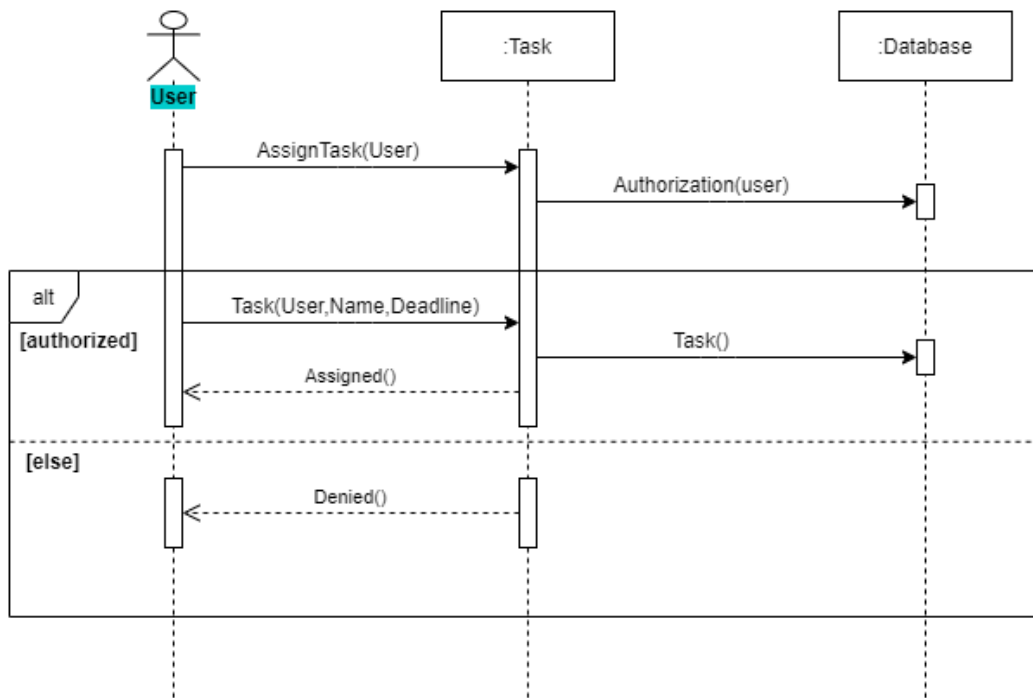 :Task
:Database
User
AssignTask(User)
Authorization(user)
alt
Task(User,Name,Deadline)
[authorized]
Task()
Assigned()
[else]
Denied()